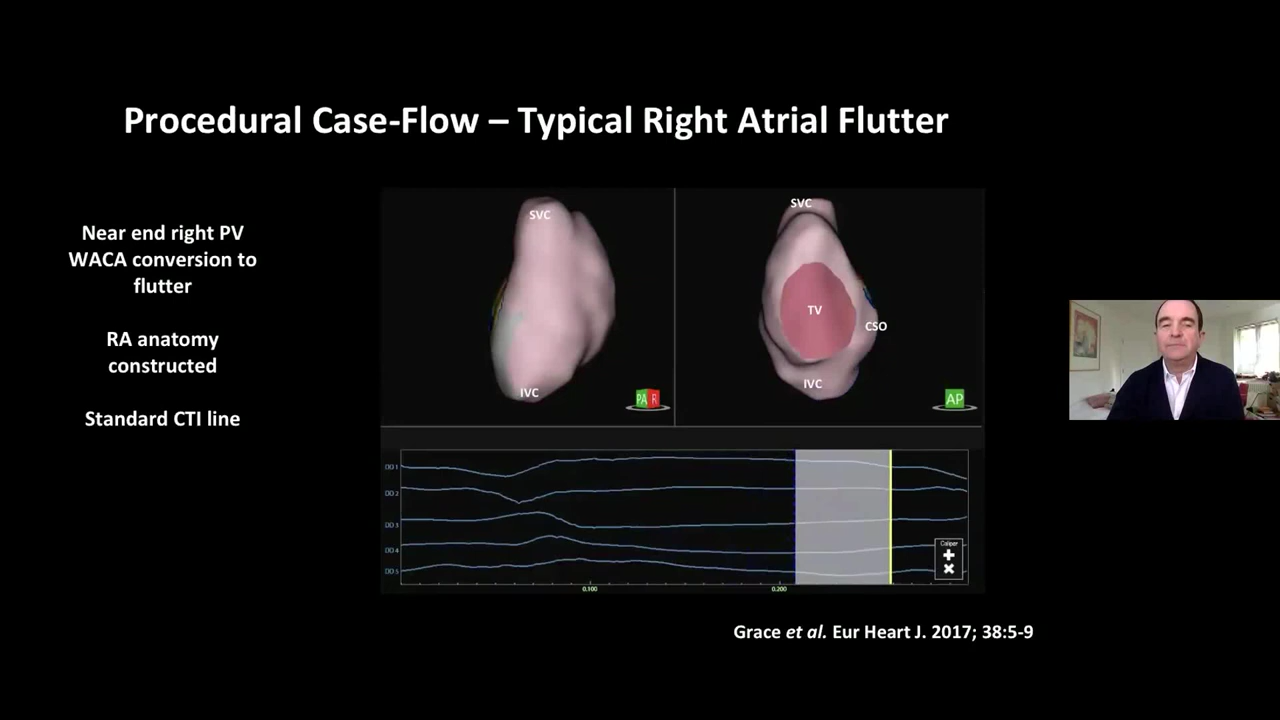 Procedural Case-Flow – Typical Right Atrial Flutter
Near end right PV
WACA conversion to
flutter
RA anatomy
constructed
Standard CTI line
SVC
IVC
PA R
SVC
TV
CSO
IVC
AP
DD 1
DD 2
DD 3
DD 4
DD 5
Caliper
0.100
0.200
Grace et al. Eur Heart J. 2017; 38:5-9